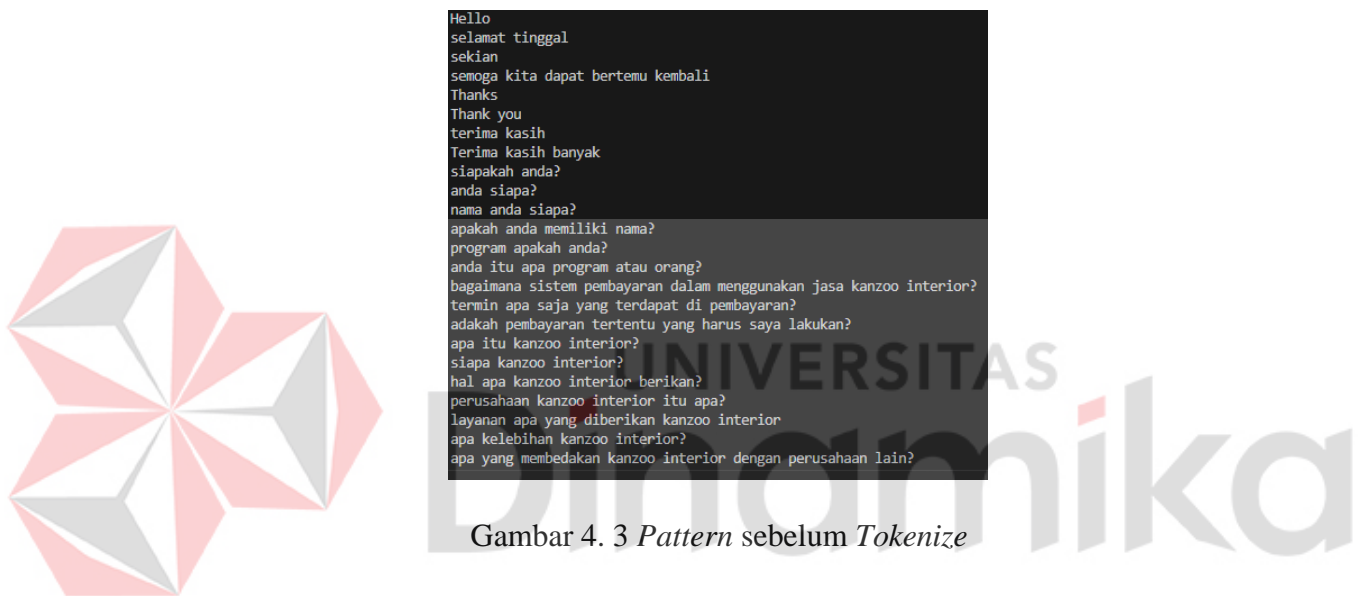 Hello
selamat tinggal
sekian
semoga kita dapat bertemu kembali
Thanks
Thank you
terima kasih
Terima kasih banyak
siapakah anda?
anda siapa?
nama anda siapa?
apakah anda memiliki nama?
program apakah anda?
anda itu apa program atau orang?
bagaimana sistem pembayaran dalam menggunakan jasa kanzoo interior?
termin apa saja yang terdapat di pembayaran?
adakah pembayaran tertentu yang harus saya lakukan?
apa itu kanzoo interior?
siapa kanzoo interior?
hal apa kanzoo interior berikan?
perusahaan kanzoo interior itu apa?
layanan apa yang diberikan kanzoo interior
apa kelebihan kanzoo interior?
apa yang membedakan kanzoo interior dengan perusahaan lain?
UNIVERSITAS
Dinamika
Gambar 4. 3 Pattern sebelum Tokenize